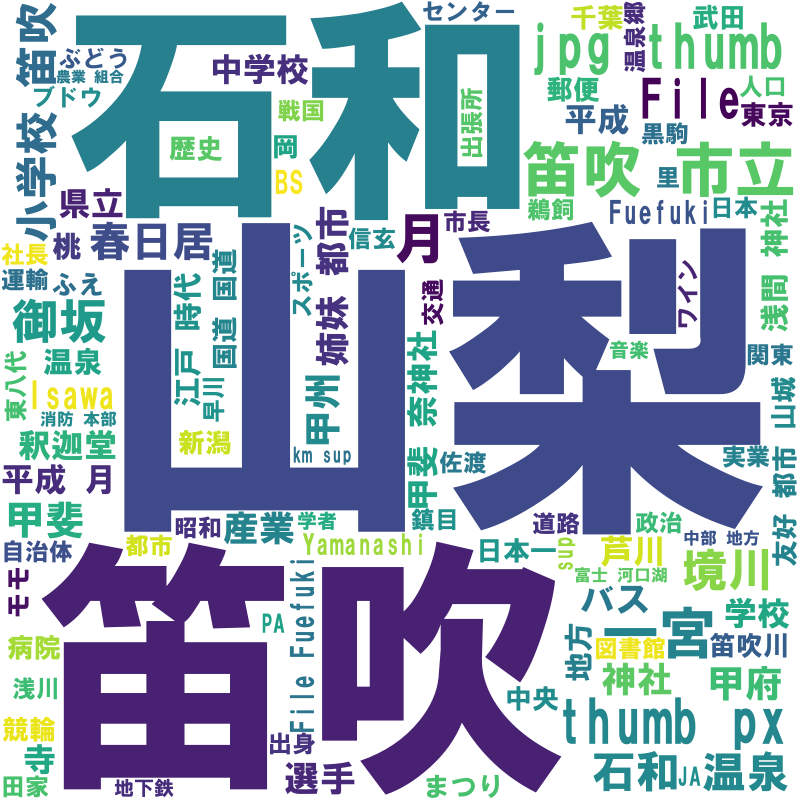 笛吹
石和
センター
千葉
温泉郷
武田
ぶどう
農業 組合
ブドウ
中学校
戦国
jpg thumb
郵便
File
人口
東京
小学校
歴史
岡
出張所
平成
黒駒
BS
笛吹 市立
里
県立
鵜飼
Fuefuki
日本
桃
春日居
都市
月
市長
信玄
神社
社長
運輸
ふえ
国道 国道
スポーツ
姉妹
交通
ワイン
浅間
山梨
御坂
江戸 時代
早川
奈神社
音楽
関東
温泉
東八代
Isawa
消防 本部
甲州
山城
釈迦堂
新潟
km sup
甲斐
佐渡
実業
平成 月
都市
友好
甲斐
昭和
産業
学者
鎮目
道路
政治
中部 地方
自治体
都市
Yamanashi
日本一
sup
芦川
境川
モモ
富士 河口湖
笛吹
File Fuefuki
バス
学校
PA
一宮
地方
図書館
笛吹川
病院
浅川
神社
甲府
中央
thumb px
競輪
寺
出身
選手
石和
JA
温泉
田家
地下鉄
まつり